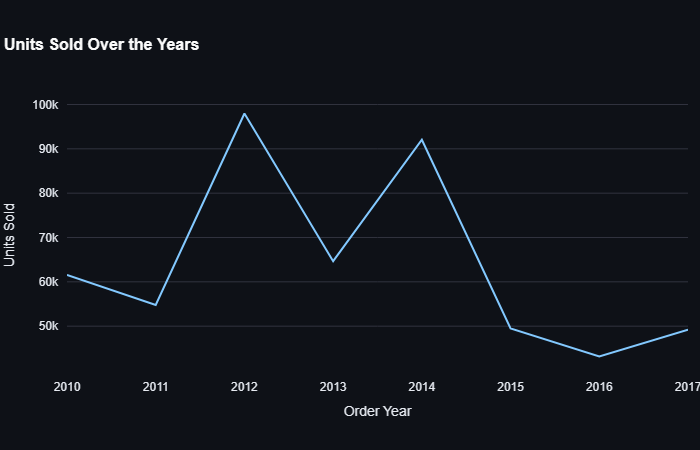 Units Sold Over the Years
100k
90k
80k
70k
60k
50k
Units Sold
2010 2011 2012 2013 2014 2015 2016 2017
Order Year